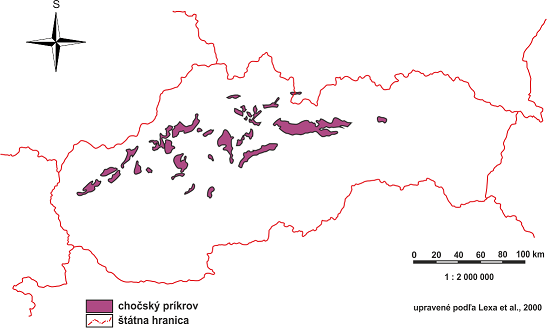 S
0 20 40 60 80 100 km
1 : 2 000 000
chočský príkrov
štátna hranica
upravené podľa Lexa et al., 2000